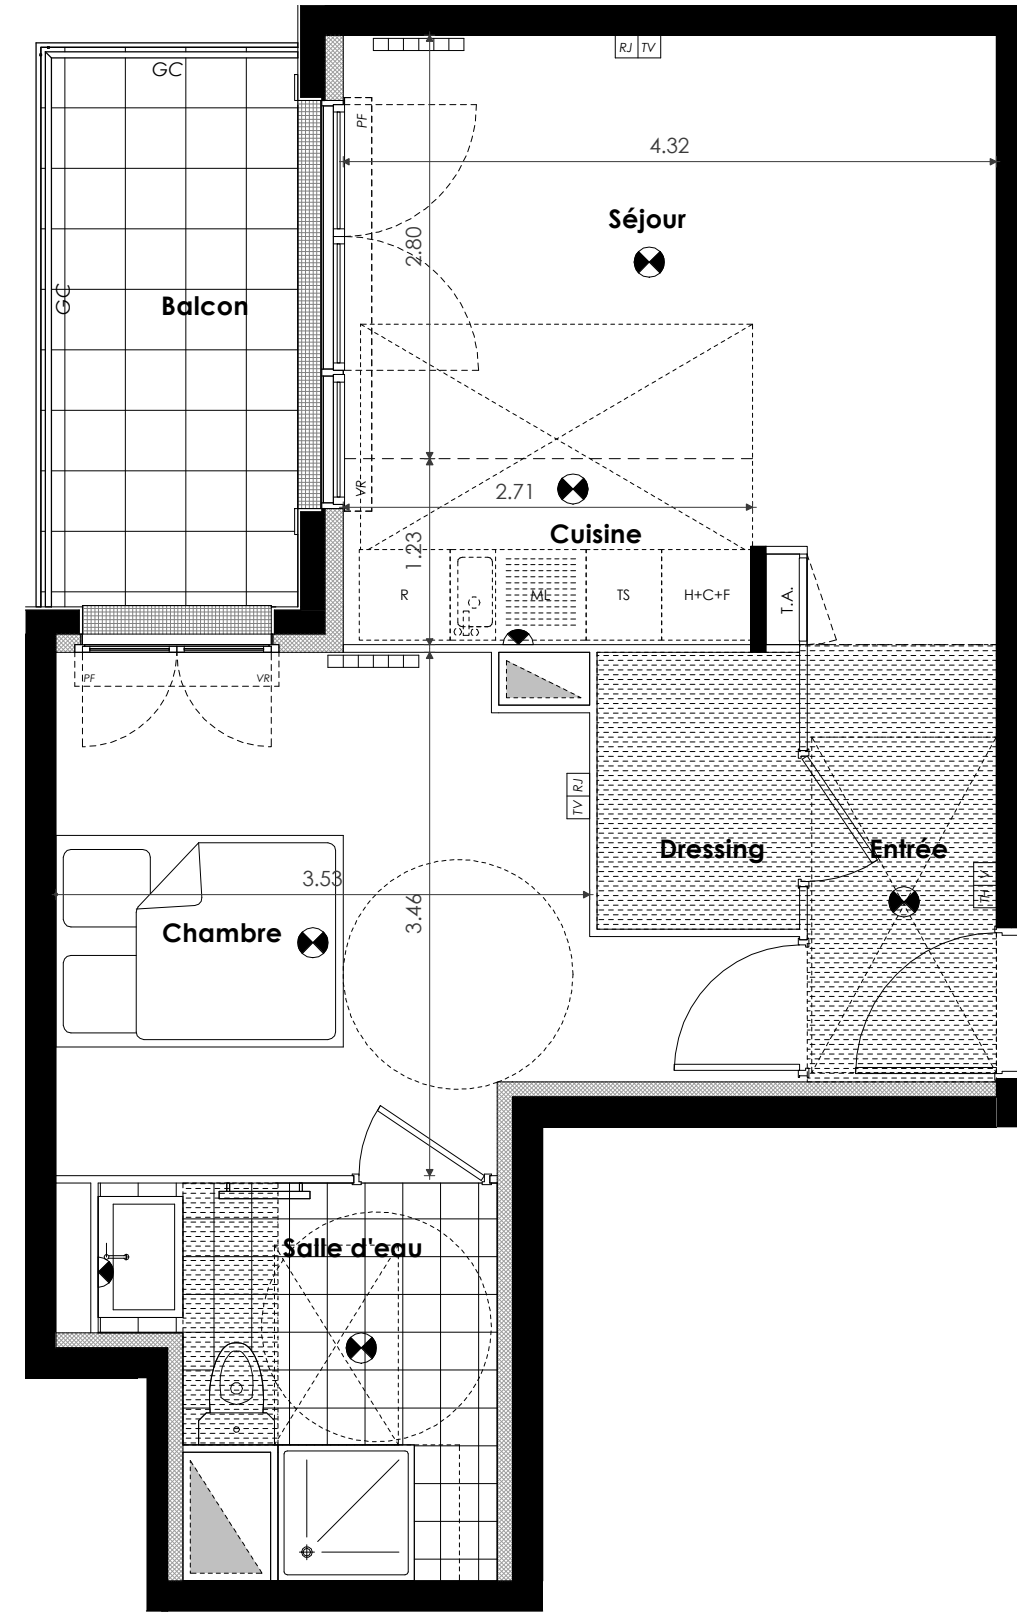 RJ TV
GC
PF
4.32
Séjour
2.80
GC
Balcon
VR
2.71
Cuisine
1.23
R
ML
TS
H+C+F
T.A.
PF
VR
TV RJ
Dressing
Entrée
3.53
3.46
TH V
Chambre
Salle d'eau